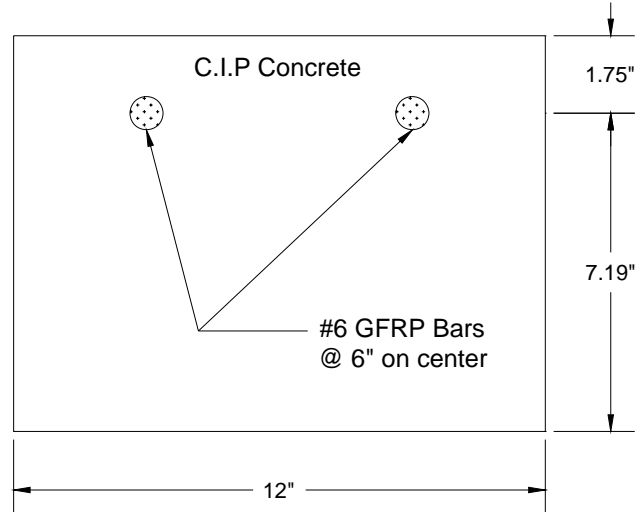 C.I.P Concrete
1.75"
7.19"
#6 GFRP Bars
@ 6" on center
12"